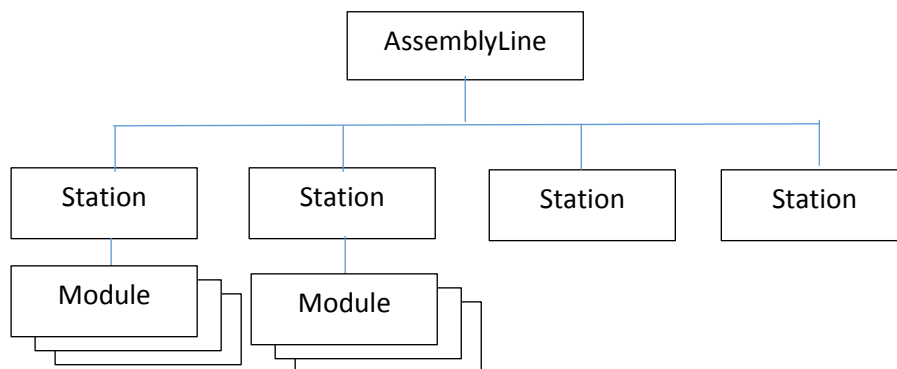 AssemblyLine
Station
Station
Station
Station
Module
Module